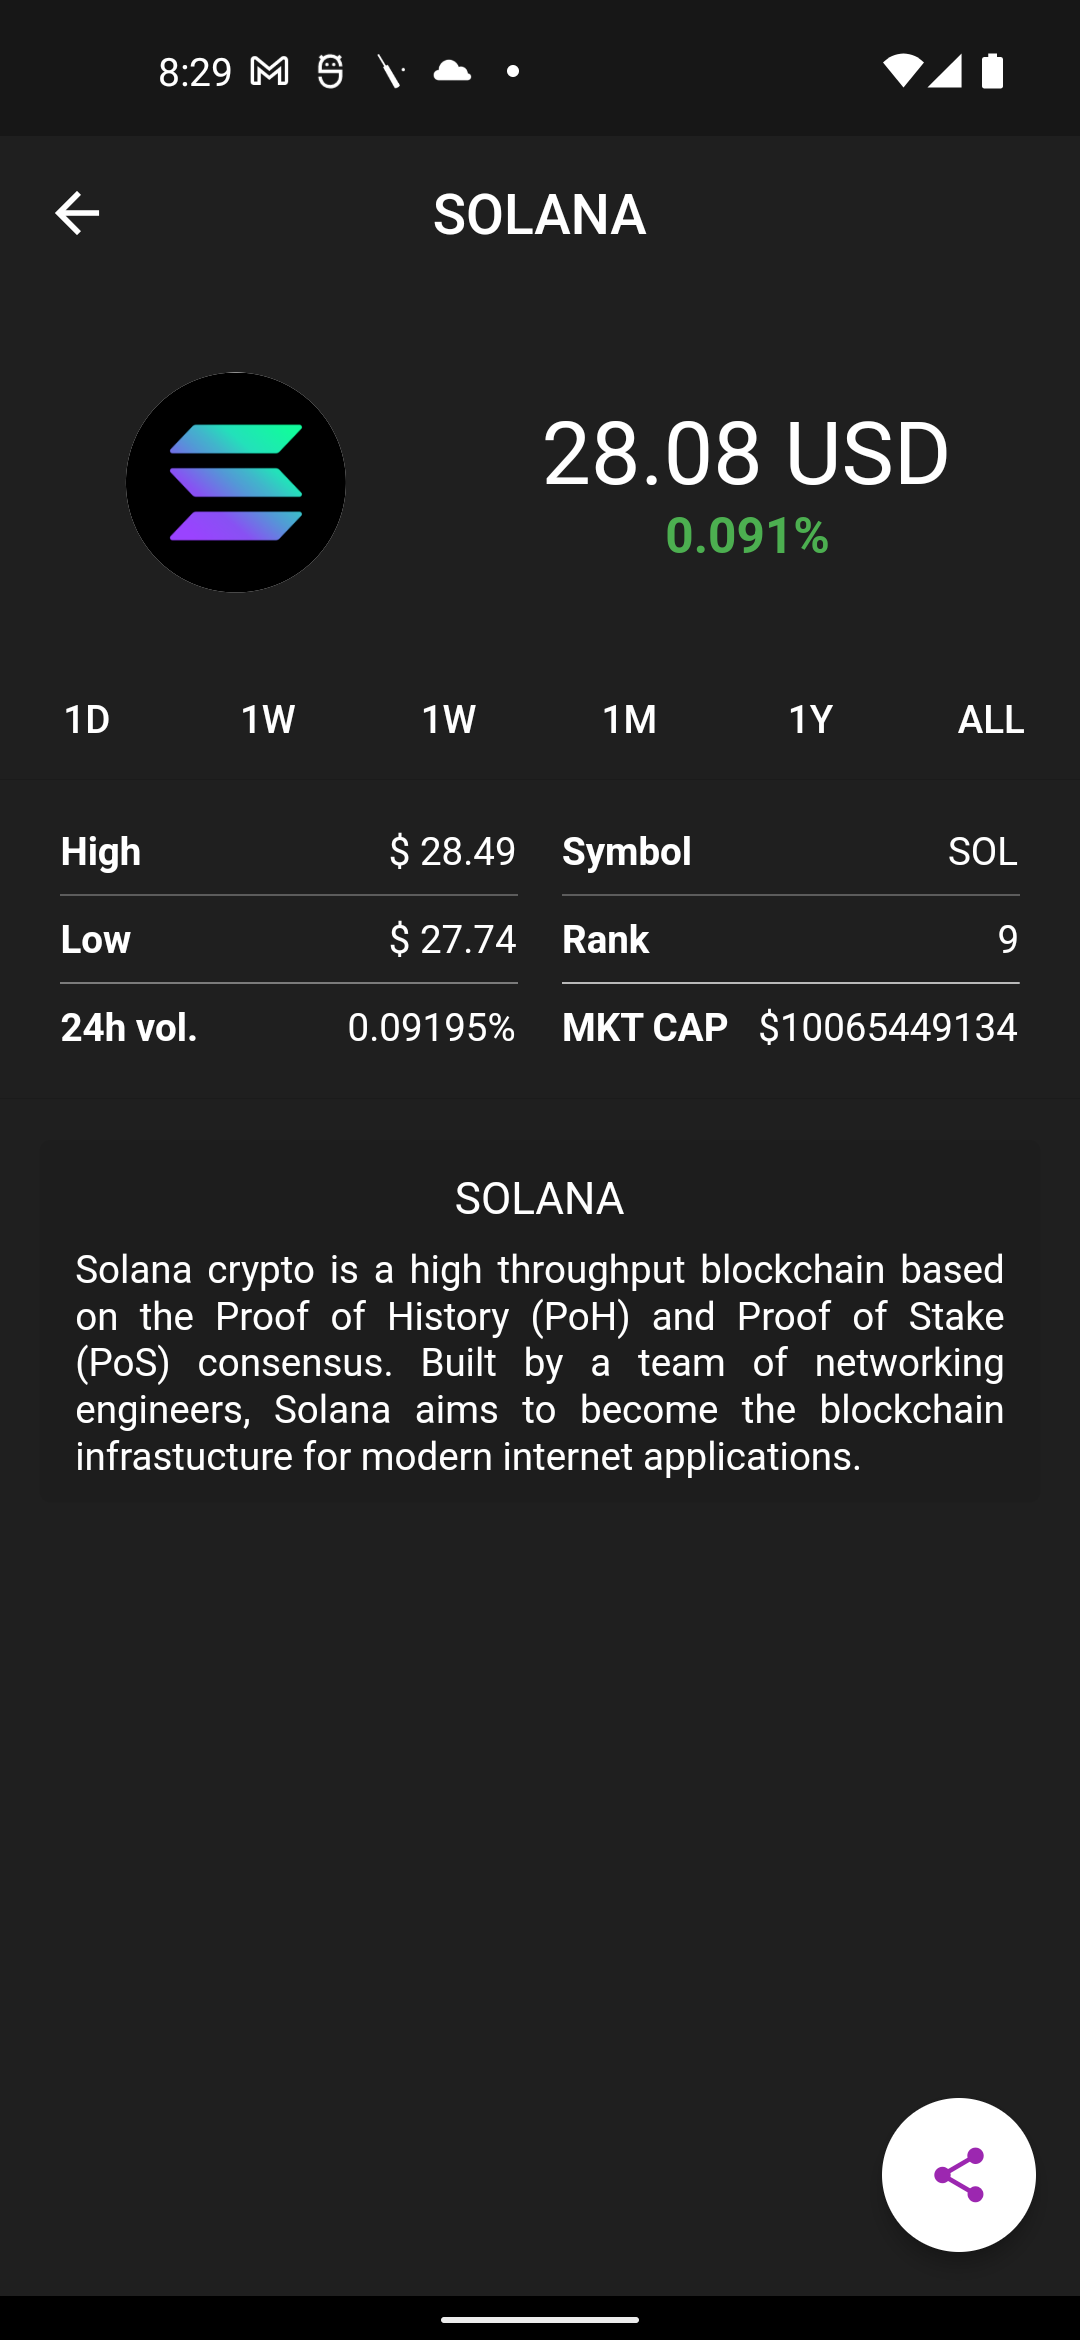 8:29
SOLANA
28.08 USD
0.091%
1D 1W 1W 1M 1Y ALL
High $ 28.49 Symbol SOL
Low $ 27.74 Rank 9
24h vol. 0.09195% MKT CAP $10065449134
SOLANA
Solana crypto is a high throughput blockchain based
on the Proof of History (PoH) and Proof of Stake
(PoS) consensus. Built by a team of networking
engineers, Solana aims to become the blockchain
infrastucture for modern internet applications.